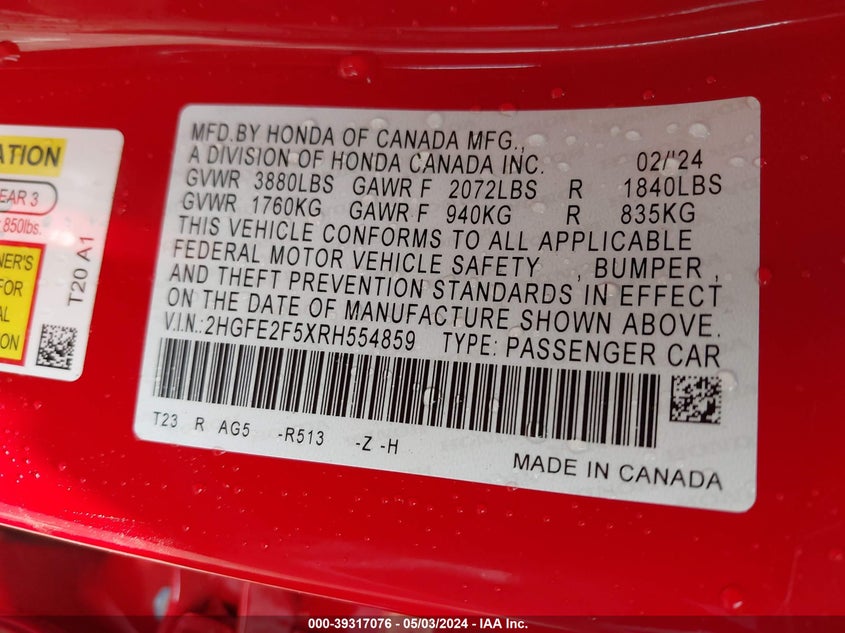 ATION
EAR 3
850lbs.
NER'S
FOR
AL
ION
T20 A1
MFD.BY HONDA OF CANADA MFG.,
A DIVISION OF HONDA CANADA INC. 02/'24
GVWR 3880LBS GAWR F 2072LBS R 1840LBS
GVWR 1760KG GAWR F 940KG R 835KG
THIS VEHICLE CONFORMS TO ALL APPLICABLE
FEDERAL MOTOR VEHICLE SAFETY , BUMPER ,
AND THEFT PREVENTION STANDARDS IN EFFECT
ON THE DATE OF MANUFACTURE SHOWN ABOVE.
V.I.N.:2HGFE2F5XRH554859 TYPE: PASSENGER CAR
T23 R AG5 -R513 -Z -H
MADE IN CANADA
000-39317076 - 05/03/2024 - IAA Inc.